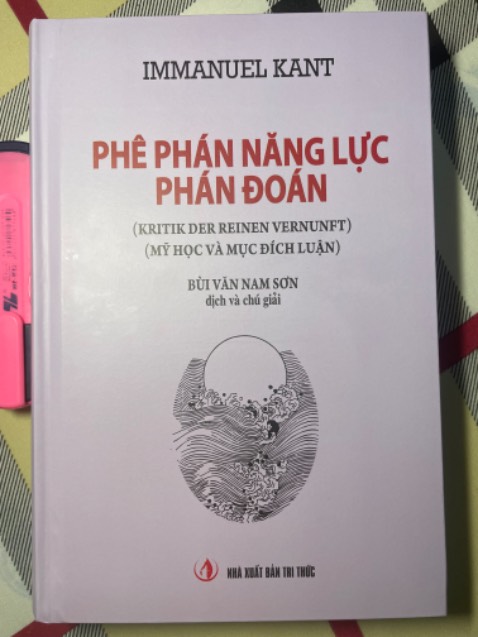 IMMANUEL KANT
PHÊ PHÁN NĂNG LỰC
PHÁN ĐOÁN
(KRITIK DER REINEN VERNUNFT)
(MỸ HỌC VÀ MỤC ĐÍCH LUẬN)
BÙI VĂN NAM SƠN
dịch và chú giải
NHÀ XUẤT BẢN TRI THỨC